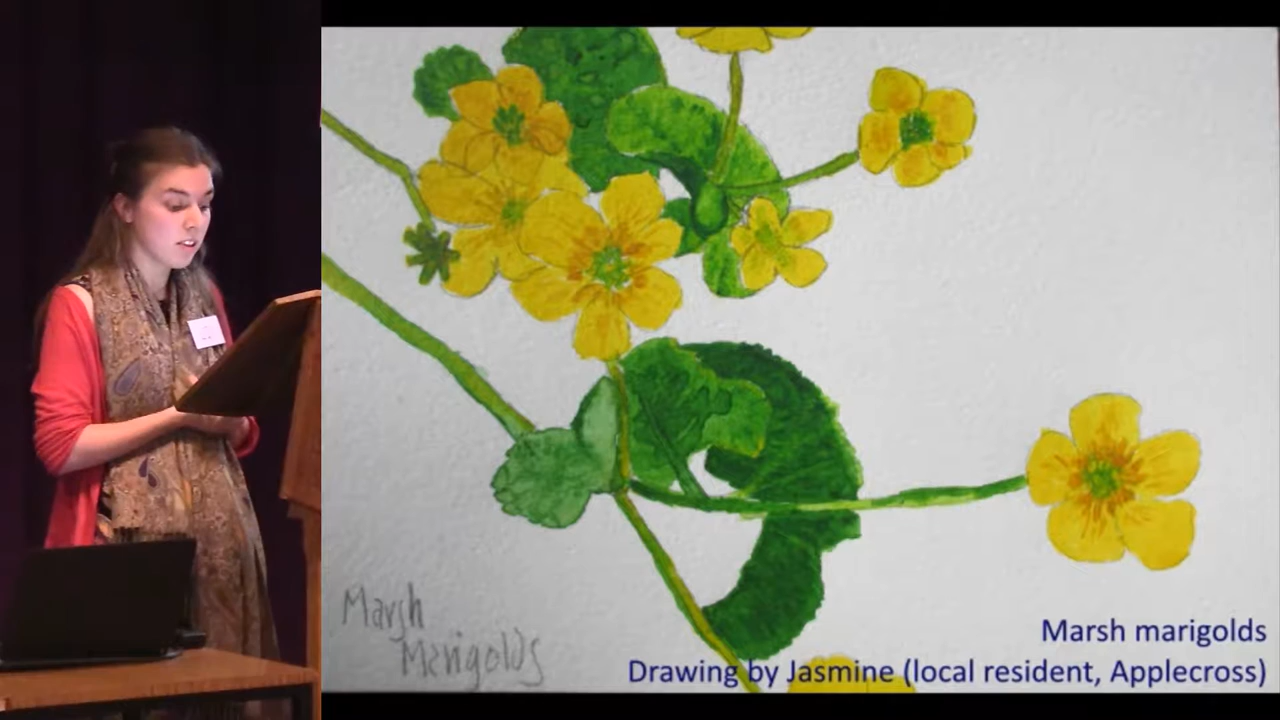 Marsh
Marigolds
Marsh marigolds
Drawing by Jasmine (local resident, Applecross)